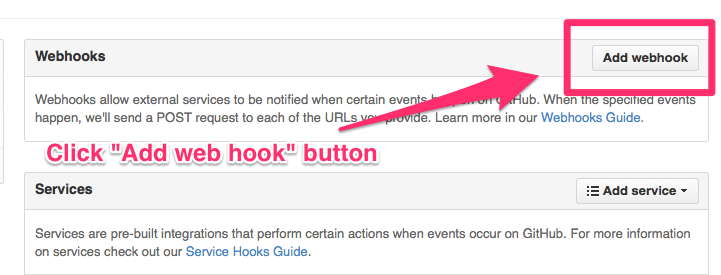 Webhooks
Add webhook
Webhooks allow external services to be notified when certain events happen on GitHub. When the specified events
happen, we'll send a POST request to each of the URLs you provide. Learn more in our Webhooks Guide.
Click "Add web hook" button
Services
Add service
Services are pre-built integrations that perform certain actions when events occur on GitHub. For more information
on services check out our Service Hooks Guide.